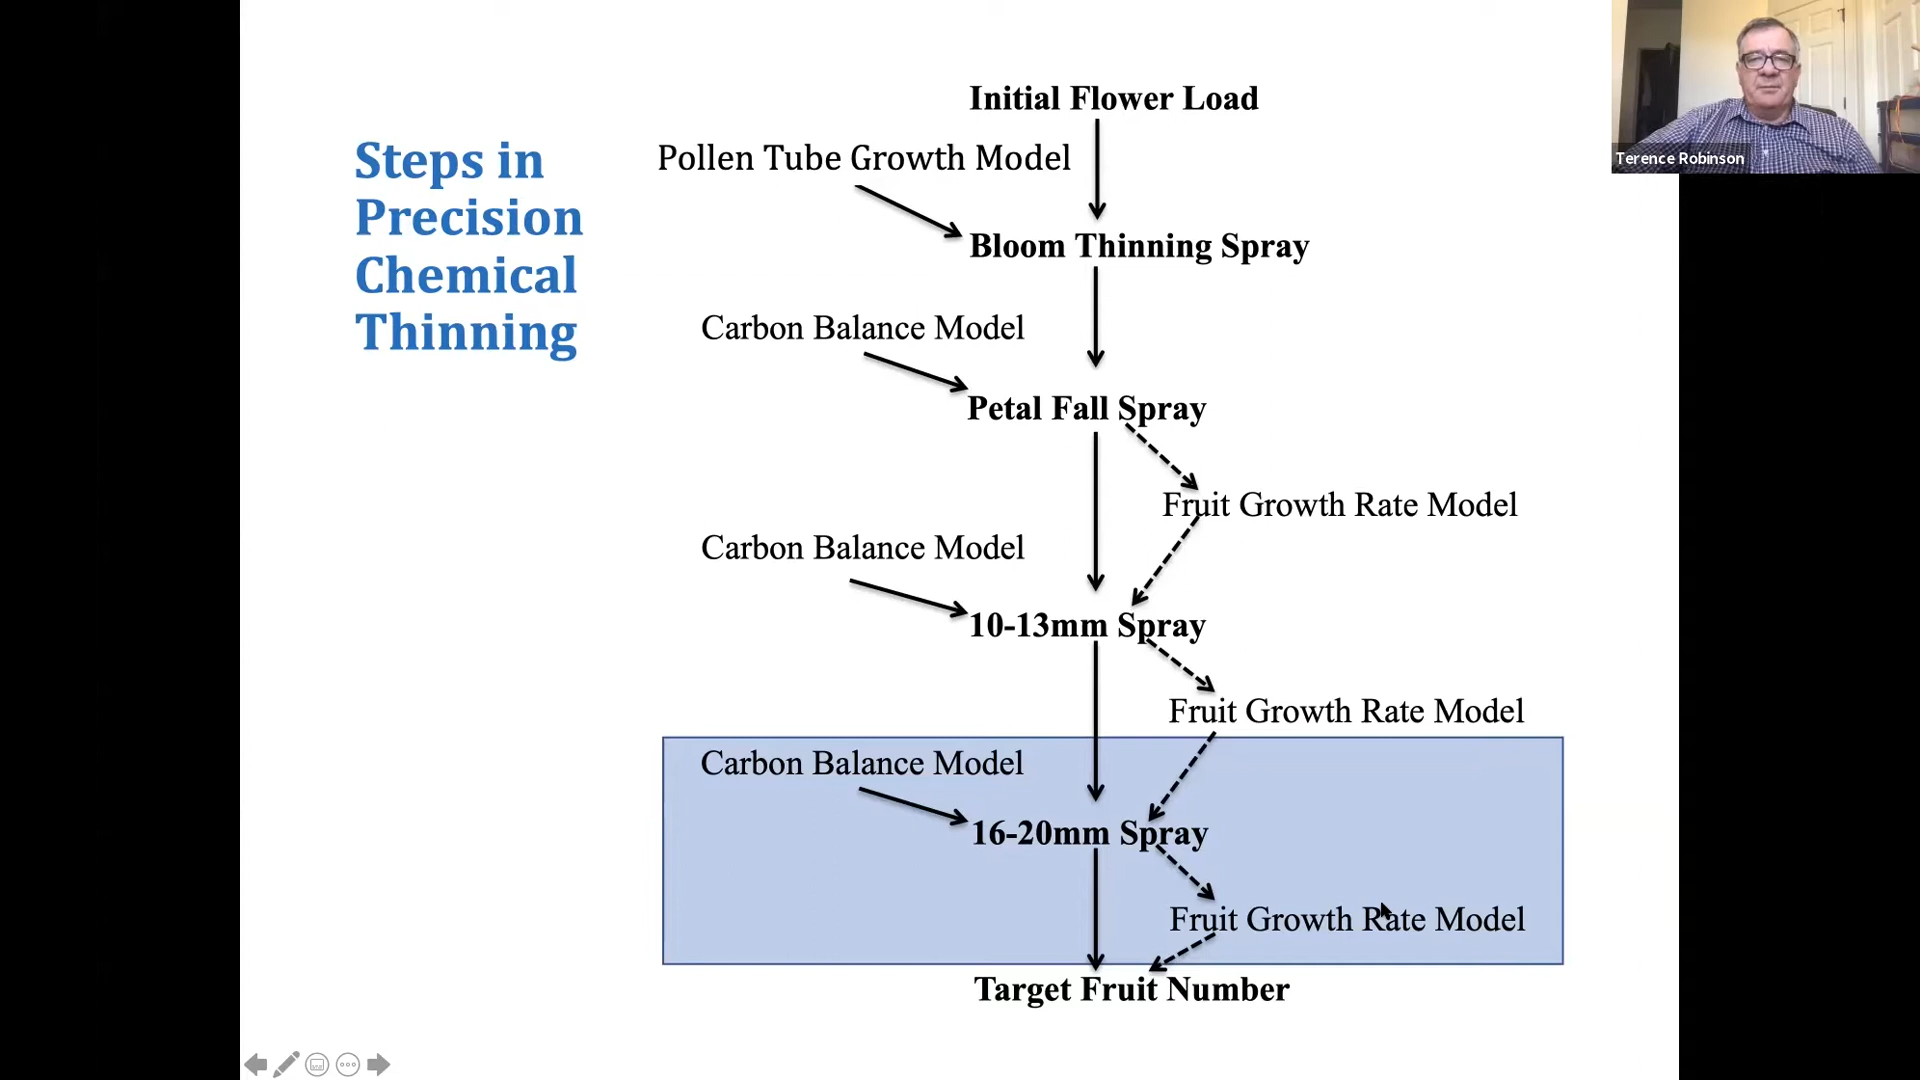 Initial Flower Load
Steps in
Precision
Chemical
Thinning
Pollen Tube Growth Model
Terence Robinson
Bloom Thinning Spray
Carbon Balance Model
Petal Fall Spray
Fruit Growth Rate Model
Carbon Balance Model
10-13mm Spray
Fruit Growth Rate Model
Carbon Balance Model
16-20mm Spray
Fruit Growth Rate Model
Target Fruit Number